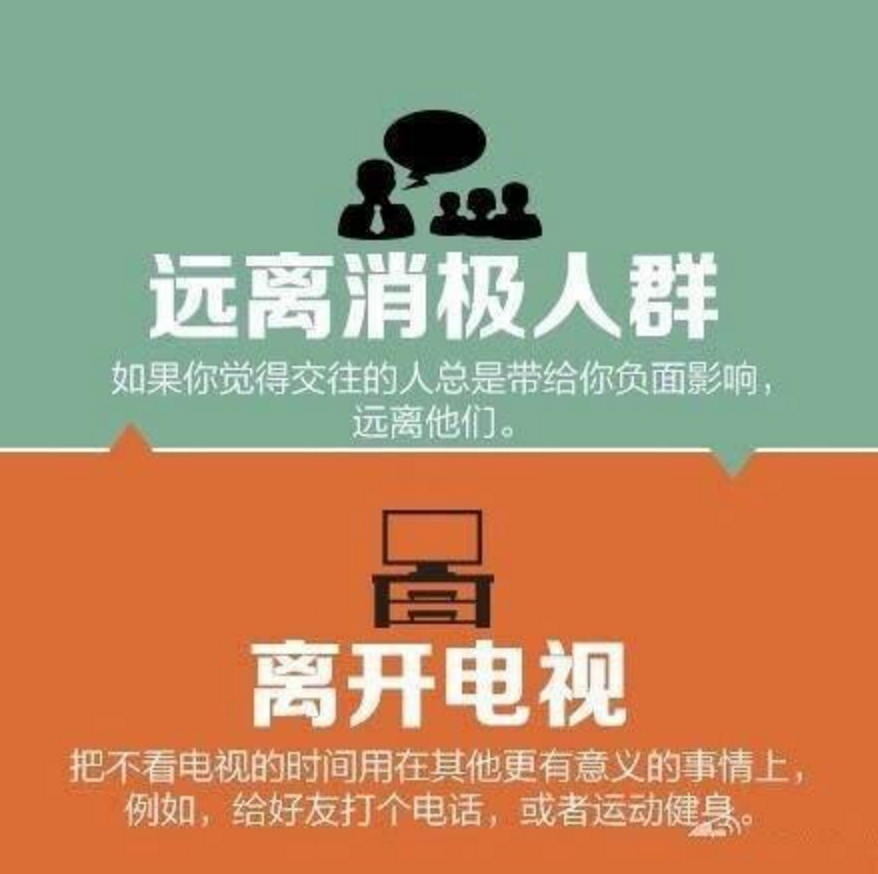 远离消极人群
如果你觉得交往的人总是带给你负面影响，
远离他们。
离开电视
把不看电视的时间用在其他更有意义的事情上，
例如，给好友打个电话，或者运动健身。